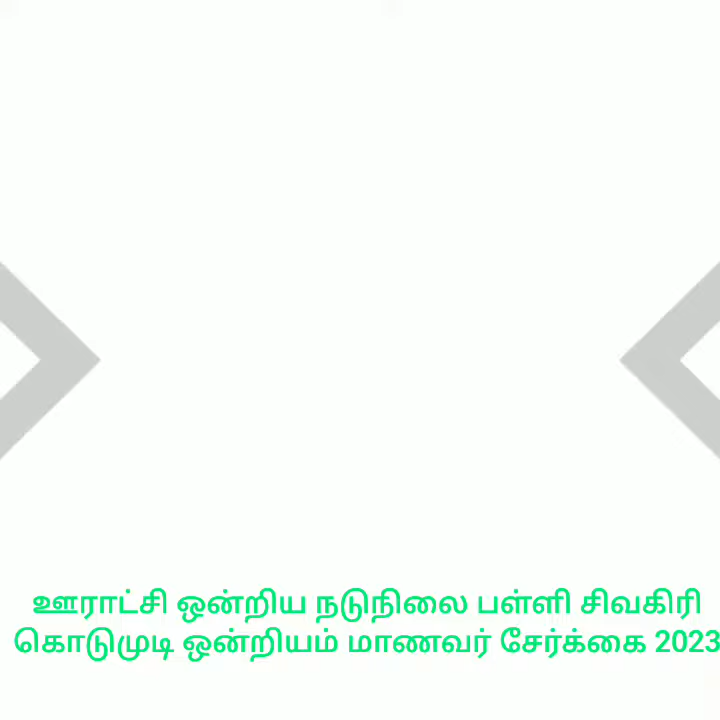 ஊராட்சி ஒன்றிய நடுநிலை பள்ளி சிவகிரி
கொடுமுடி ஒன்றியம் மாணவர் சேர்க்கை 2023